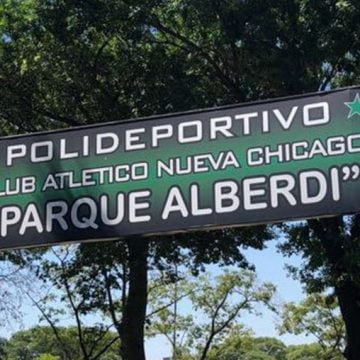 POLIDEPORTIVO
LUB ATLETICO NUEVA CHICAGO
PARQUE ALBERDI"